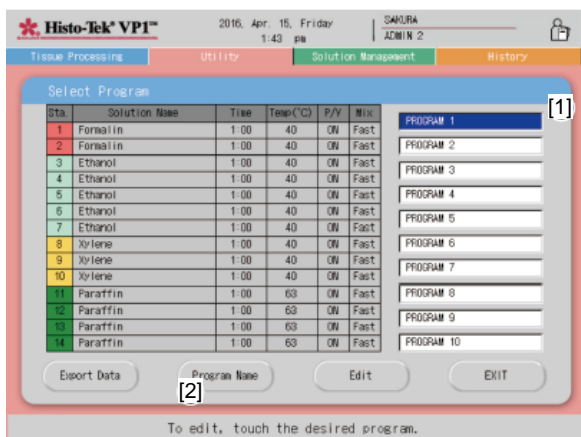 Histo-Tek® VP1™ 2016, Apr. 15, Friday SAKURA
1:43 pm ADMIN 2
Tissue Processing Utility Solution Management History
Select Program
[1]
Sta. Solution Name Time Temp(°C) P/V Mix
1 Formalin 1:00 40 ON Fast
2 Formalin 1:00 40 ON Fast
3 Ethanol 1:00 40 ON Fast
4 Ethanol 1:00 40 ON Fast
5 Ethanol 1:00 40 ON Fast
6 Ethanol 1:00 40 ON Fast
7 Ethanol 1:00 40 ON Fast
8 Xylene 1:00 40 ON Fast
9 Xylene 1:00 40 ON Fast
10 Xylene 1:00 40 ON Fast
11 Paraffin 1:00 63 ON Fast
12 Paraffin 1:00 63 ON Fast
13 Paraffin 1:00 63 ON Fast
14 Paraffin 1:00 63 ON Fast
PROGRAM 1
PROGRAM 2
PROGRAM 3
PROGRAM 4
PROGRAM 5
PROGRAM 6
PROGRAM 7
PROGRAM 8
PROGRAM 9
PROGRAM 10
Export Data Program Name Edit EXIT
[2]
To edit, touch the desired program.